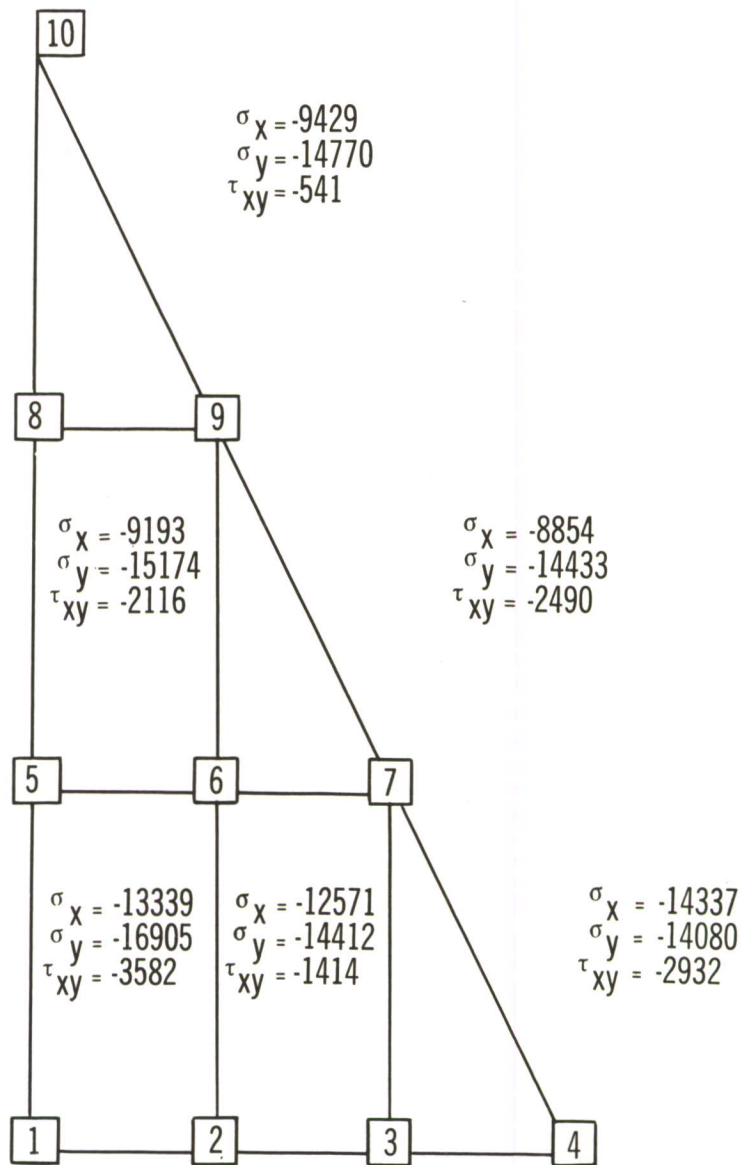 10
σx = -9429
σy = -14770
τxy = -541
8
9
σx = -9193
σy = -15174
τxy = -2116
σx = -8854
σy = -14433
τxy = -2490
5
6
7
σx = -13339
σy = -16905
τxy = -3582
σx = -12571
σy = -14412
τxy = -1414
σx = -14337
σy = -14080
τxy = -2932
1
2
3
4